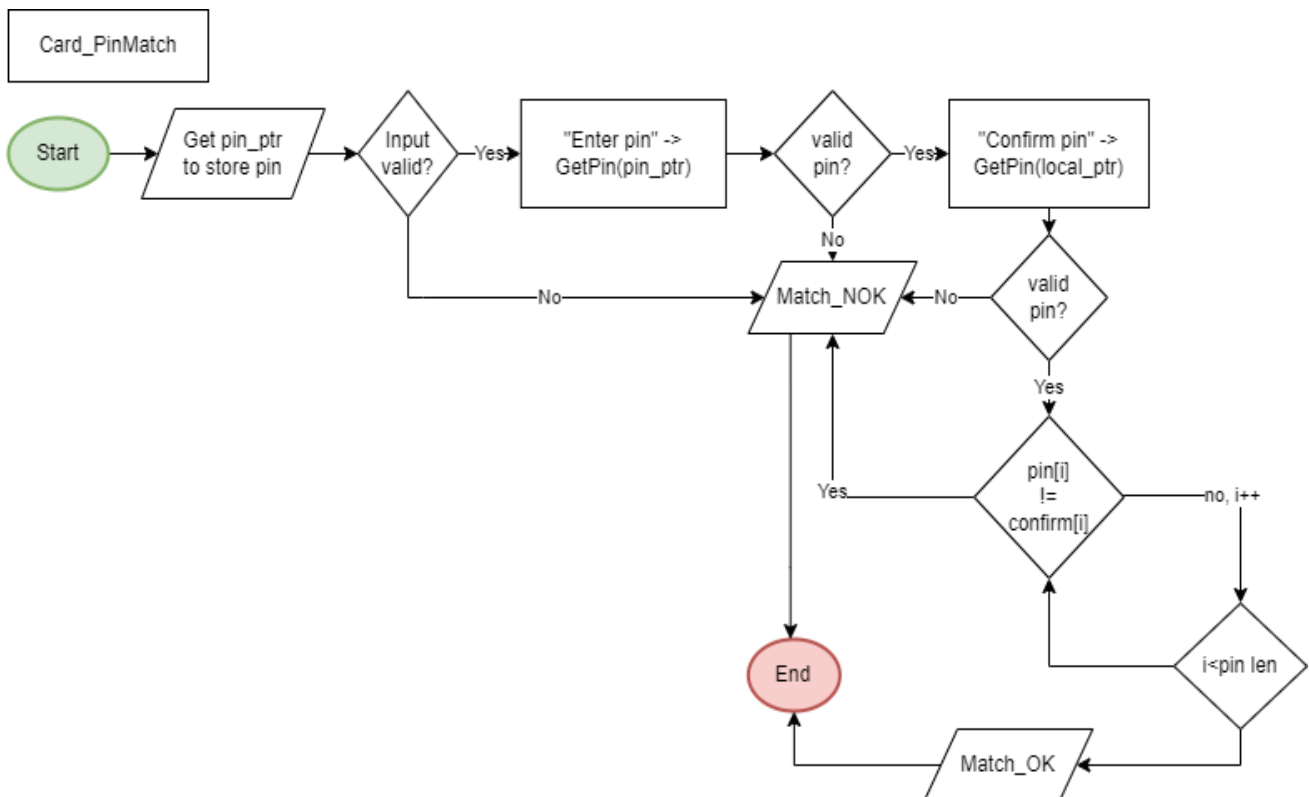 Card_PinMatch
Start
Get pin_ptr
to store pin
Input
valid?
Yes
"Enter pin" ->
GetPin(pin_ptr)
valid
pin?
Yes
"Confirm pin" ->
GetPin(local_ptr)
No
No
Match_NOK
No
valid
pin?
Yes
pin[i]
!=
confirm[i]
Yes
no, i++
i<pin len
End
Match_OK